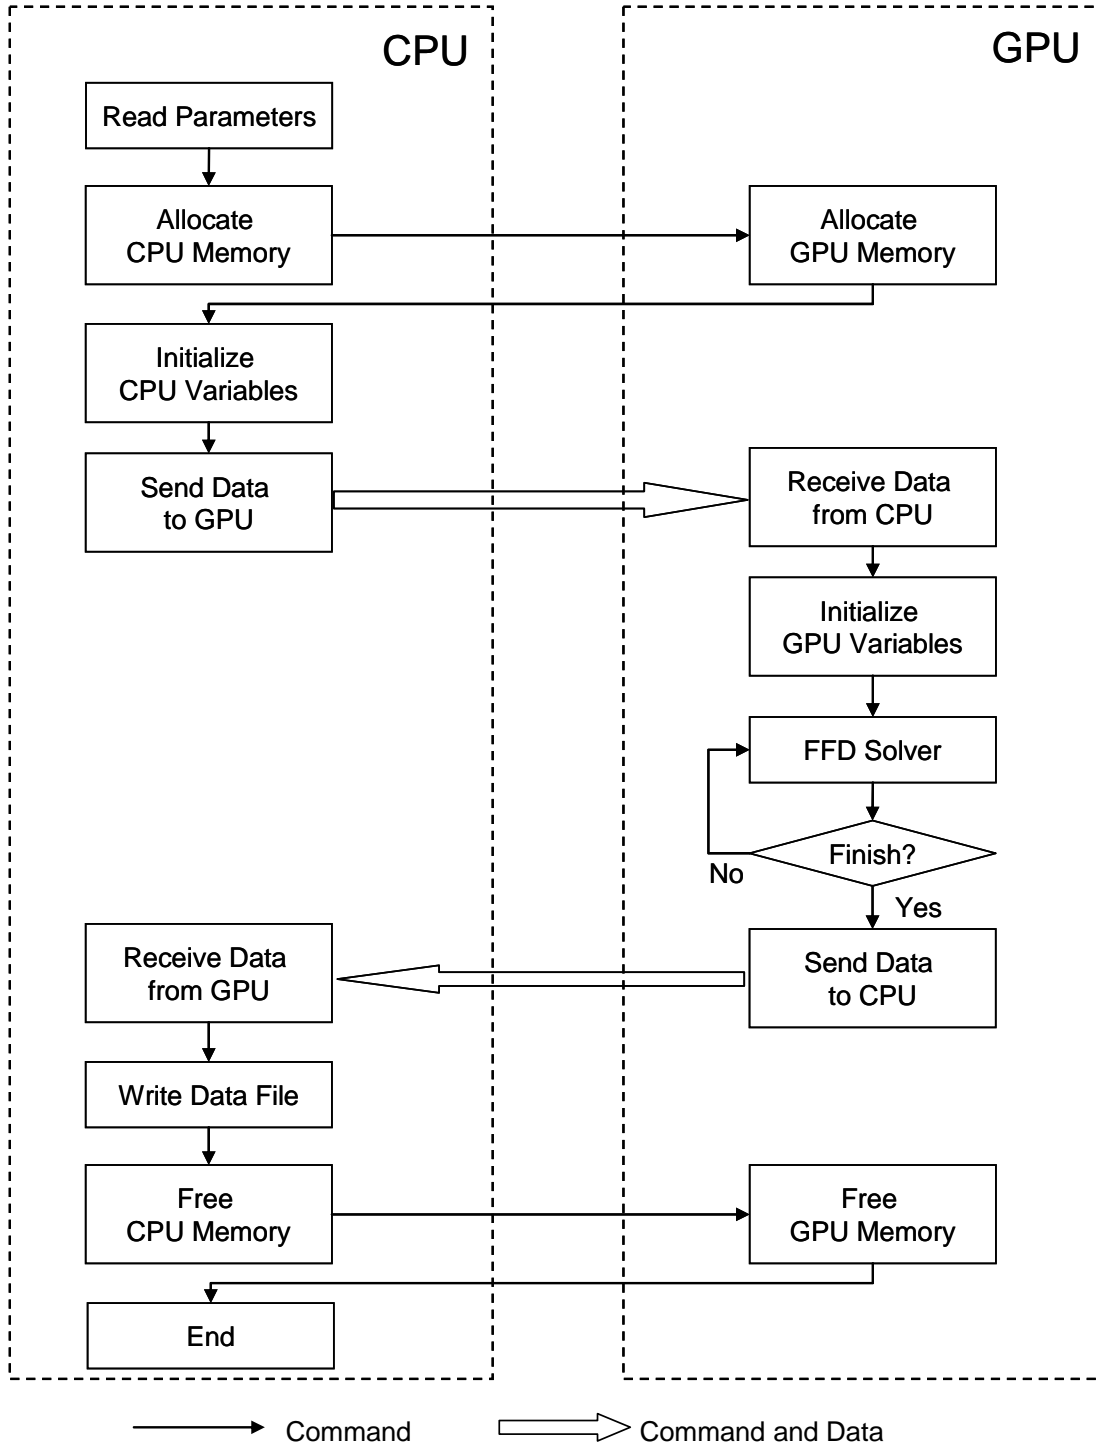 CPU
GPU
Read Parameters
Allocate
CPU Memory
Allocate
GPU Memory
Initialize
CPU Variables
Send Data
to GPU
Receive Data
from CPU
Initialize
GPU Variables
FFD Solver
Finish?
No
Yes
Receive Data
from GPU
Send Data
to CPU
Write Data File
Free
CPU Memory
Free
GPU Memory
End
Command
Command and Data